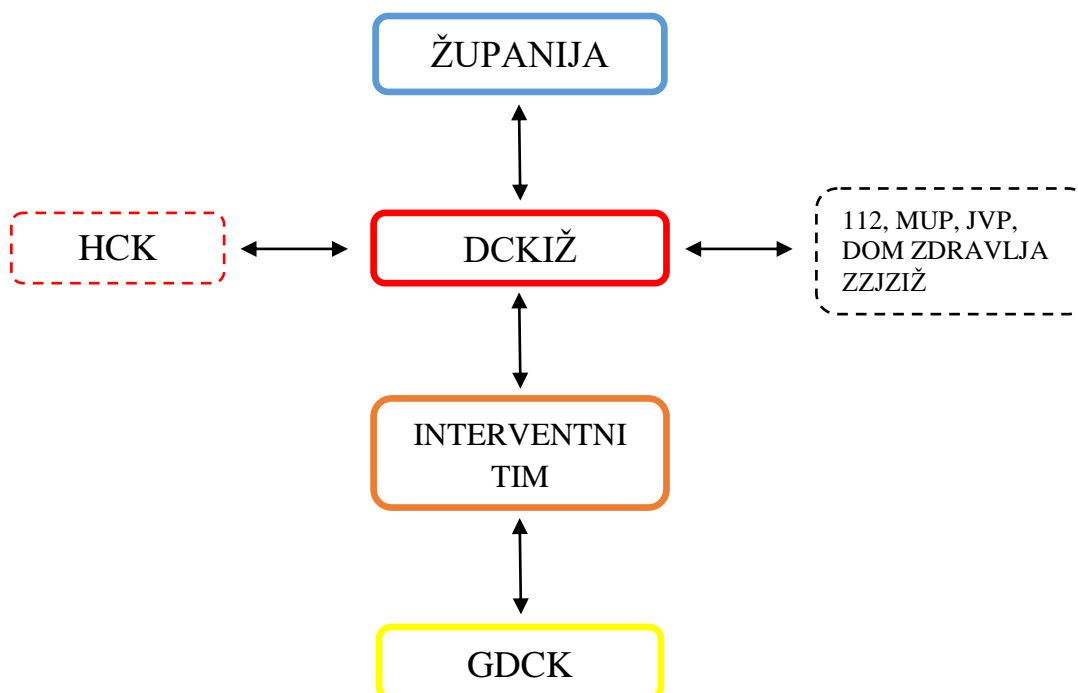 ŽUPANIJA
HCK
DCKIŽ
112, MUP, JVP,
DOM ZDRAVLJA
ZZJZIŽ
INTERVENTNI
TIM
GDCK